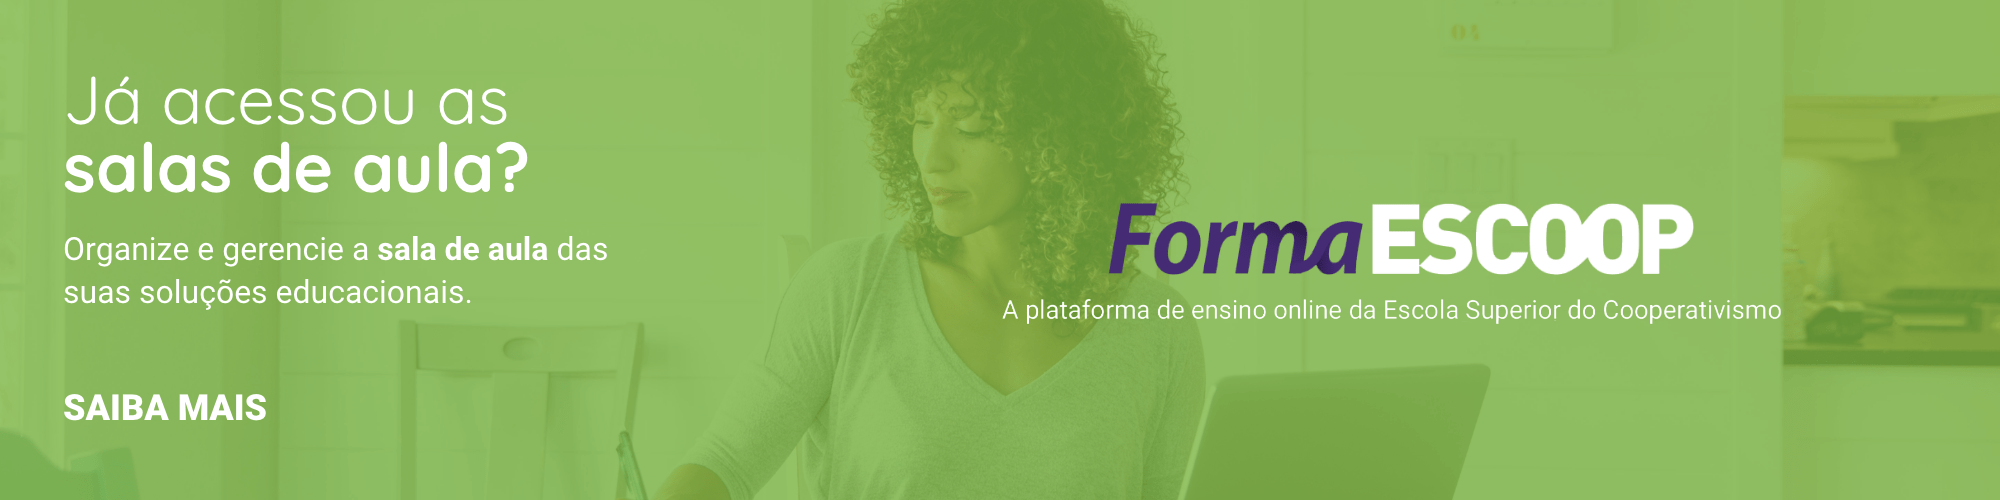 Já acessou as
salas de aula?
Organize e gerencie a sala de aula das
suas soluções educacionais.
SAIBA MAIS
FormaESCOOP
A plataforma de ensino online da Escola Superior do Cooperativismo